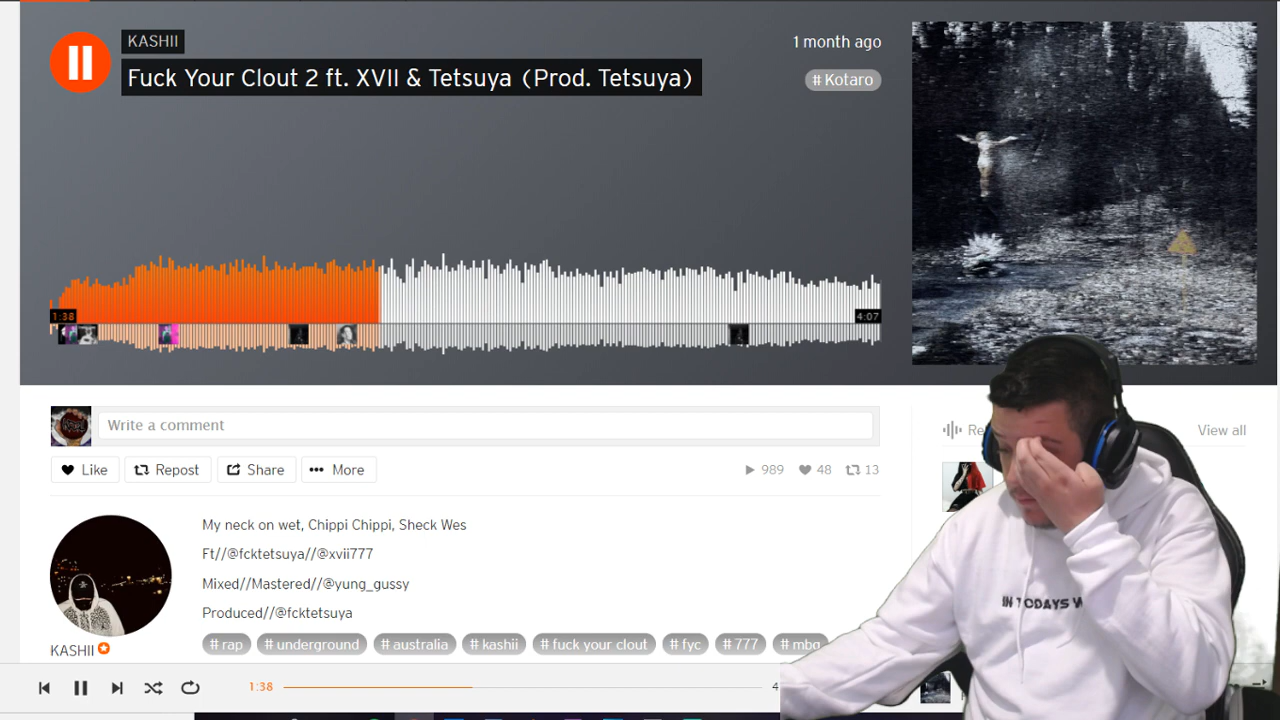 KASHII
Fuck Your Clout 2 ft. XVII & Tetsuya (Prod. Tetsuya)
1 month ago
# Kotaro
1:38
4:07
Write a comment
Like
Repost
Share
More
989
48
13
View all
My neck on wet, Chippi Chippi, Sheck Wes
Ft//@fcktetsuya//@xvii777
Mixed//Mastered//@yung_gussy
Produced//@fcktetsuya
# rap # underground # australia # kashii # fuck your clout # fyc # 777 # mbg
KASHII
IN TODAYS
1:38